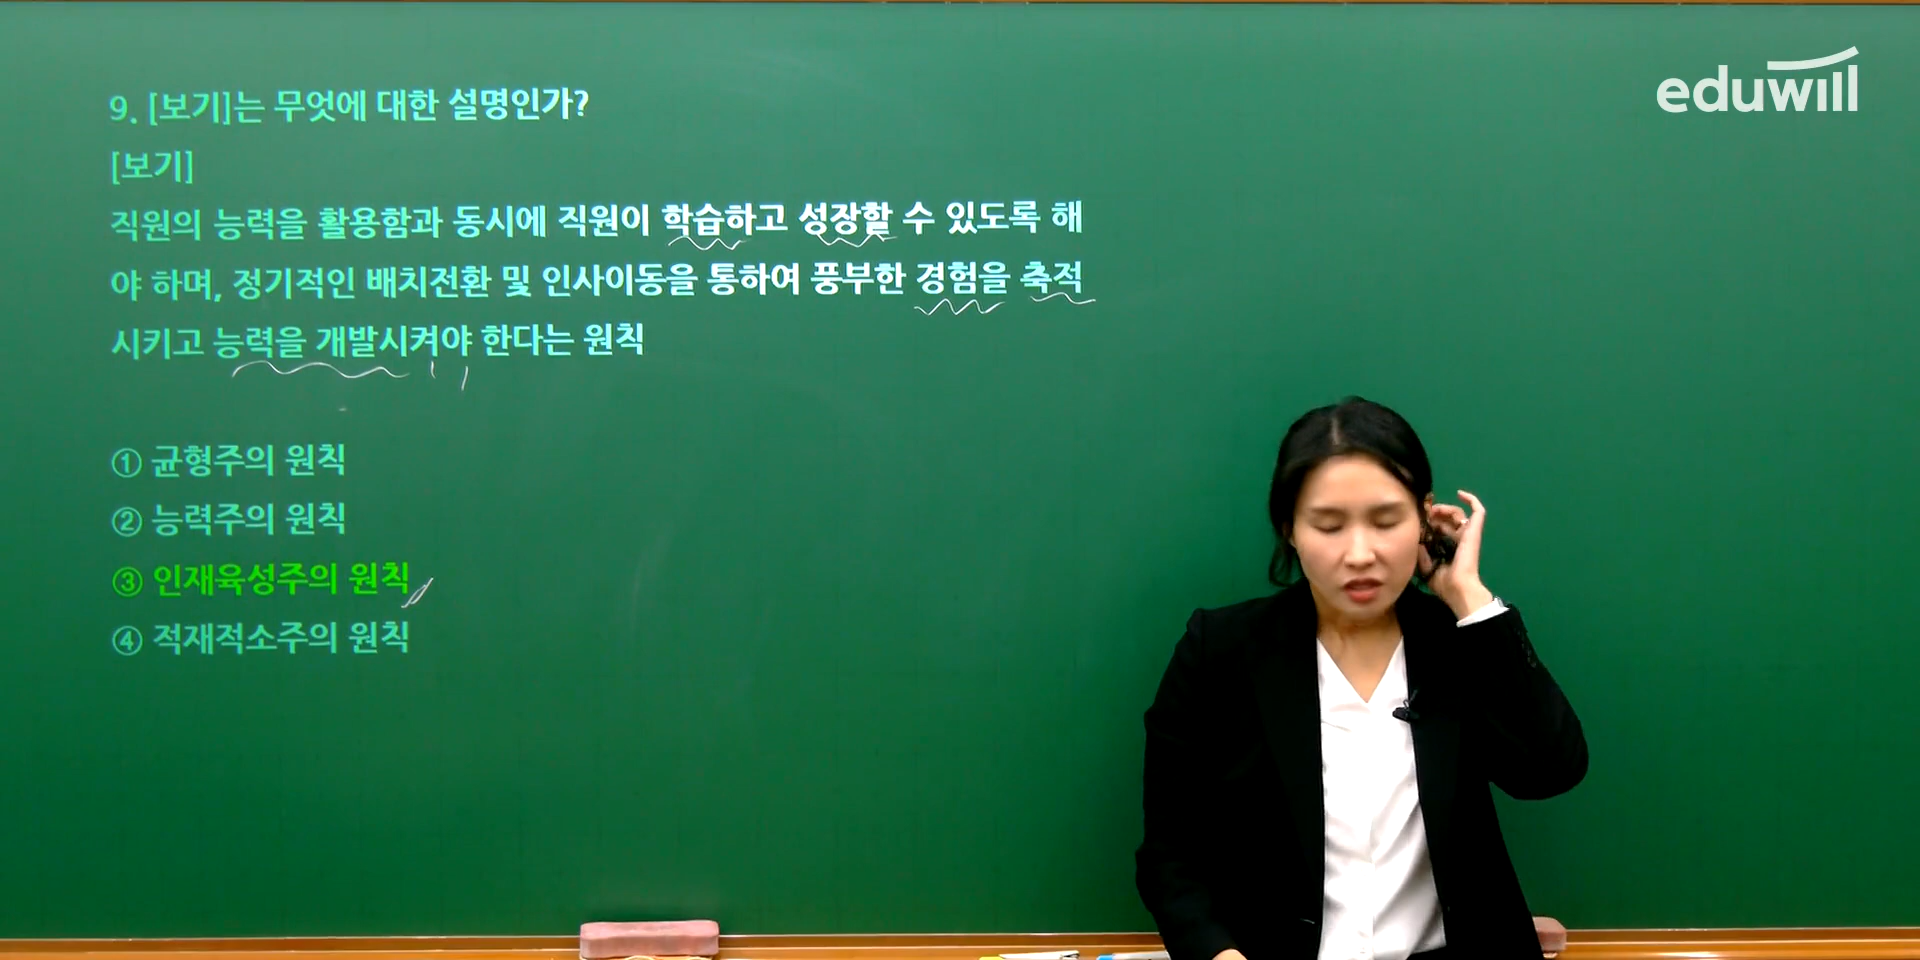 eduwill
9. [보기]는 무엇에 대한 설명인가?
[보기]
직원의 능력을 활용함과 동시에 직원이 학습하고 성장할 수 있도록 해
야 하며, 정기적인 배치전환 및 인사이동을 통하여 풍부한 경험을 축적
시키고 능력을 개발시켜야 한다는 원칙
① 균형주의 원칙
② 능력주의 원칙
③ 인재육성주의 원칙
④ 적재적소주의 원칙